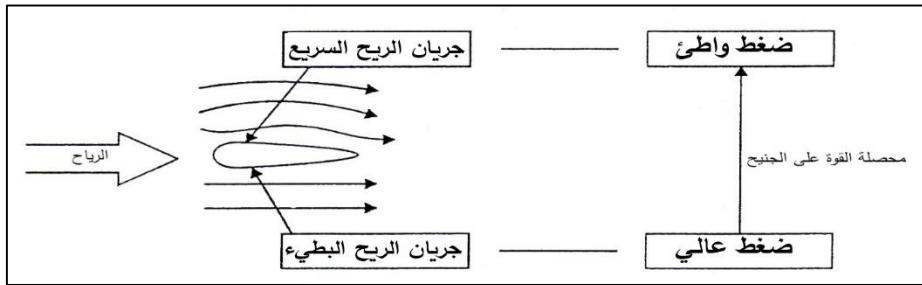 جريان الريح السريع
ضغط واطئ
الرياح
محصلة القوة على الجنيح
جريان الريح البطيء
ضغط عالي